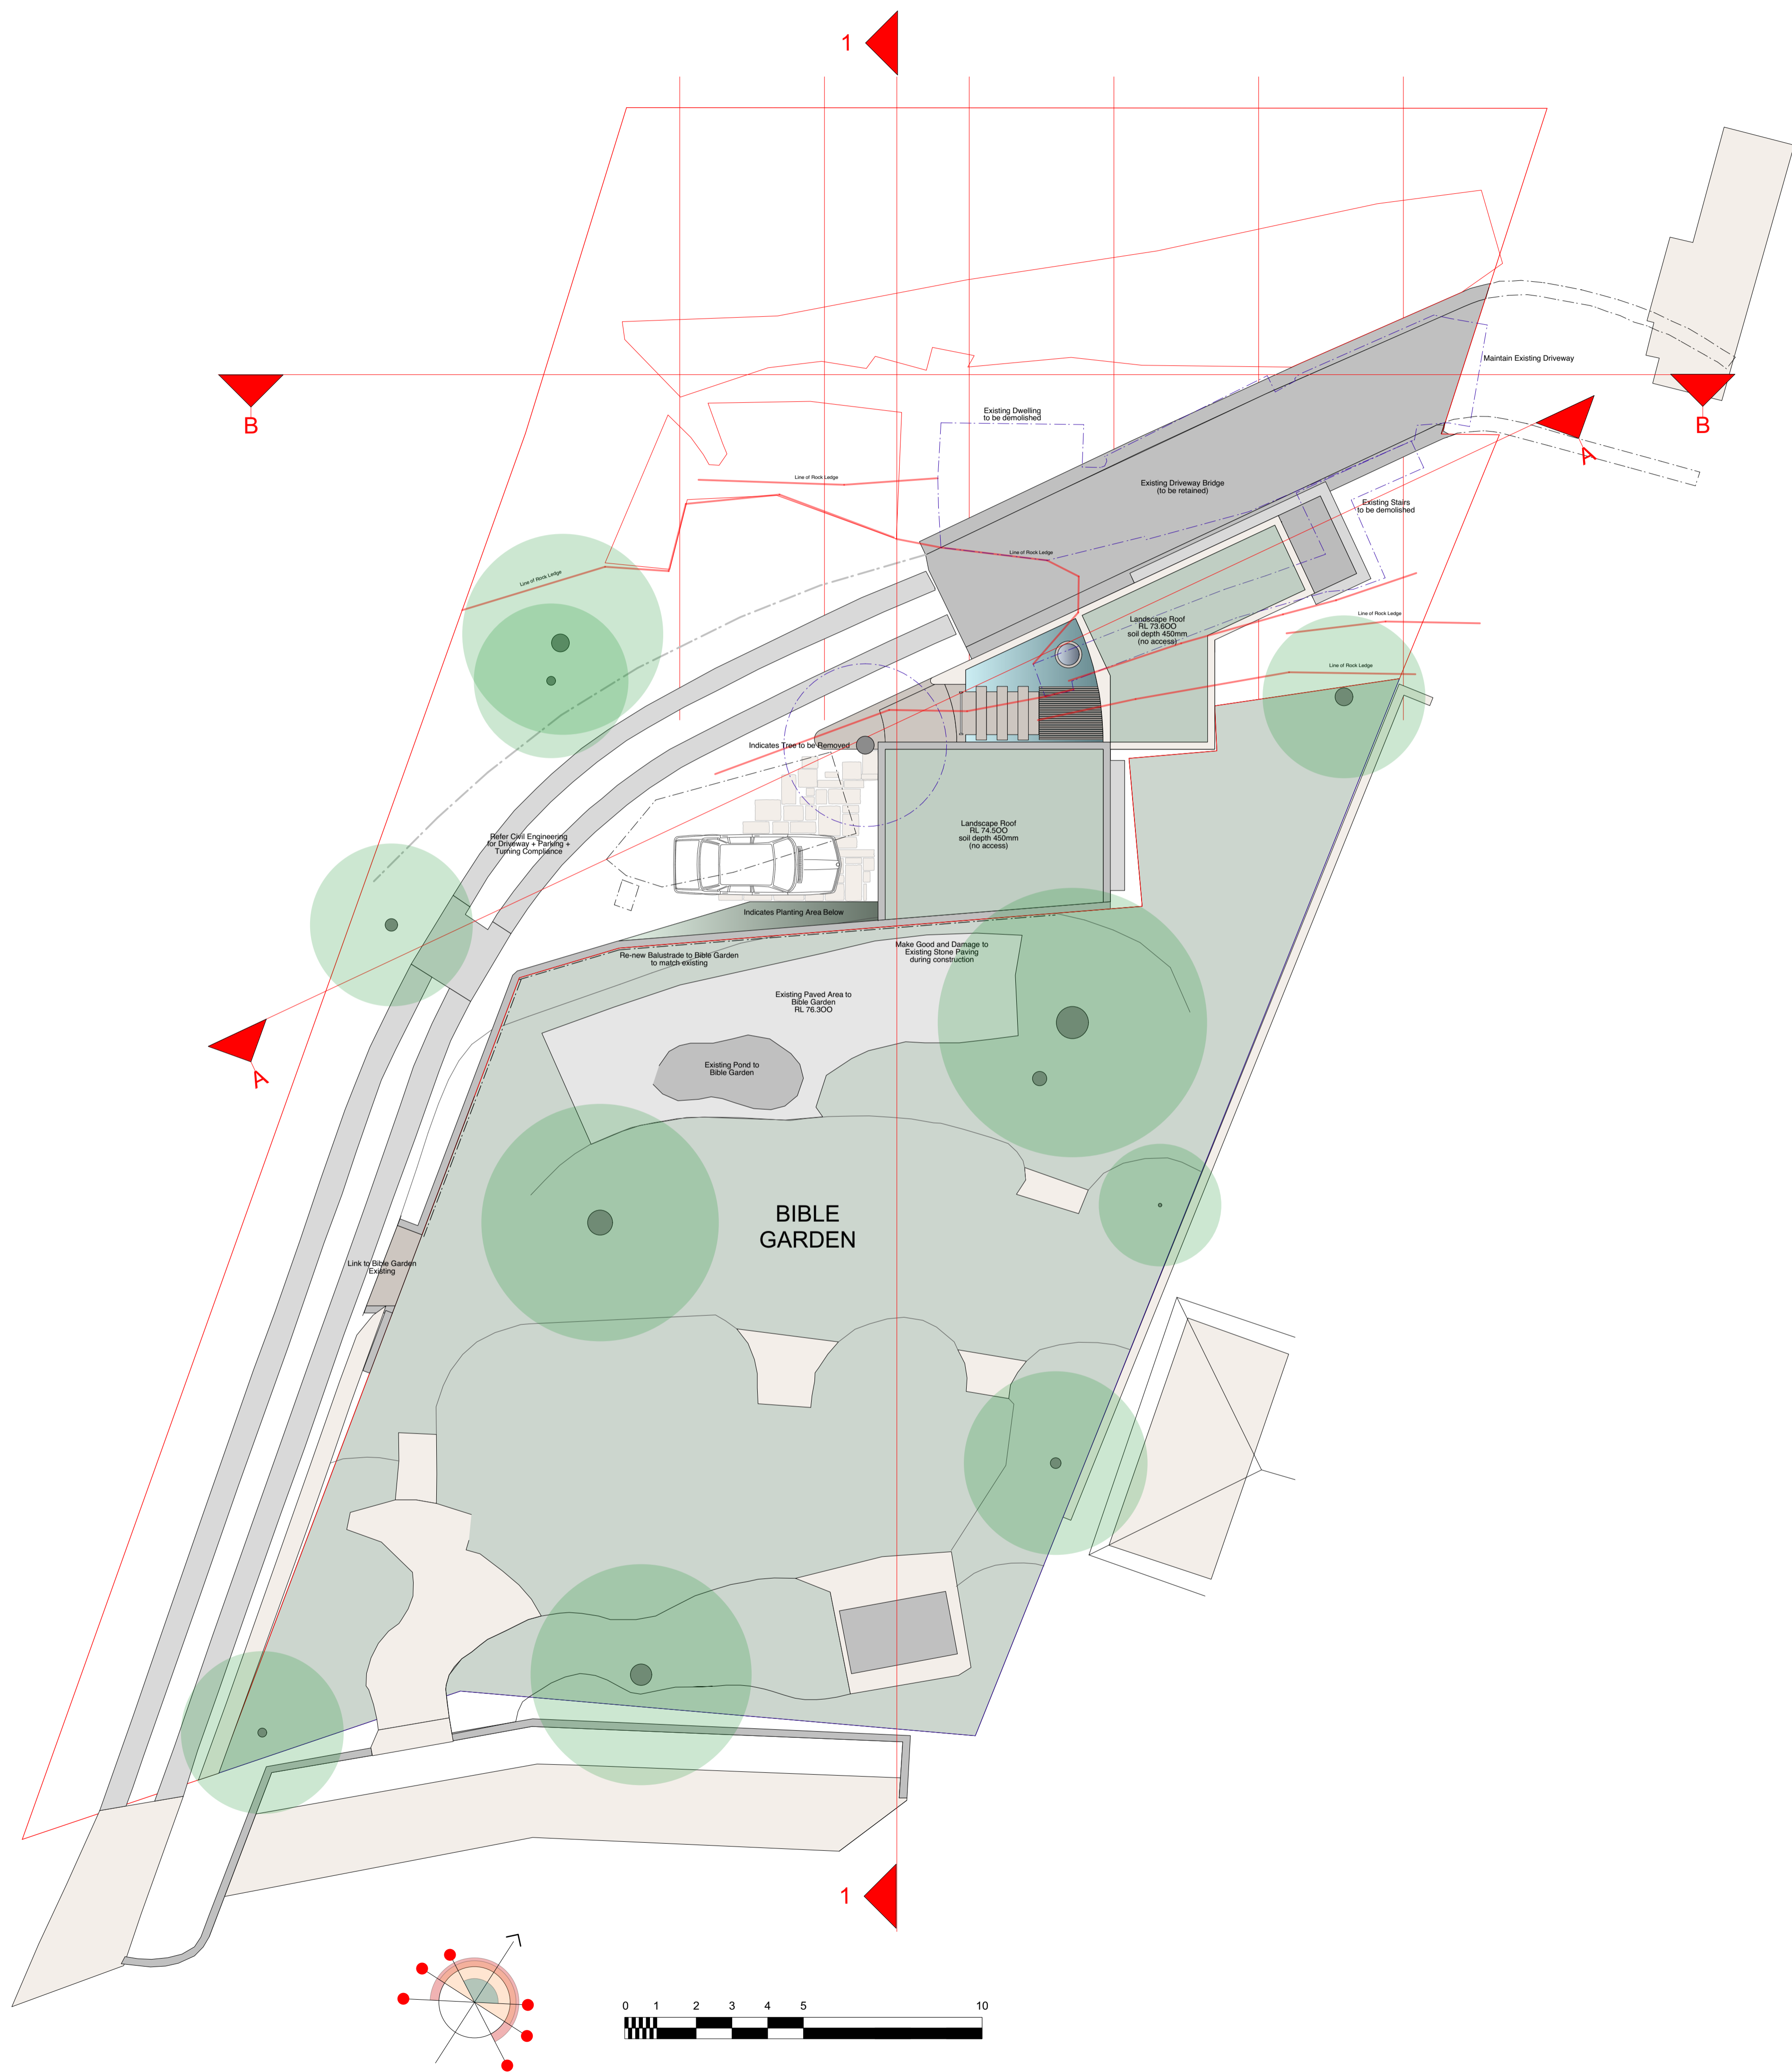 1
Maintain Existing Driveway
B
B
A
Existing Dwelling
to be demolished
Line of Rock Ledge
Existing Driveway Bridge
(to be retained)
Existing Stairs
to be demolished
Line of Rock Ledge
Line of Rock Ledge
Line of Rock Ledge
Landscape Roof
RL 73.600
soil depth 450mm
(no access)
Line of Rock Ledge
Indicates Tree to be Removed
Refer Civil Engineering
for Driveway + Parking +
Turning Compliance
Landscape Roof
RL 74.500
soil depth 450mm
(no access)
Indicates Planting Area Below
Re-new Balustrade to Bible Garden
to match existing
Make Good and Damage to
Existing Stone Paving
during construction
Existing Paved Area to
Bible Garden
RL 76.300
A
Existing Pond to
Bible Garden
BIBLE
GARDEN
Link to Bible Garden
Existing
1
0 1 2 3 4 5 10